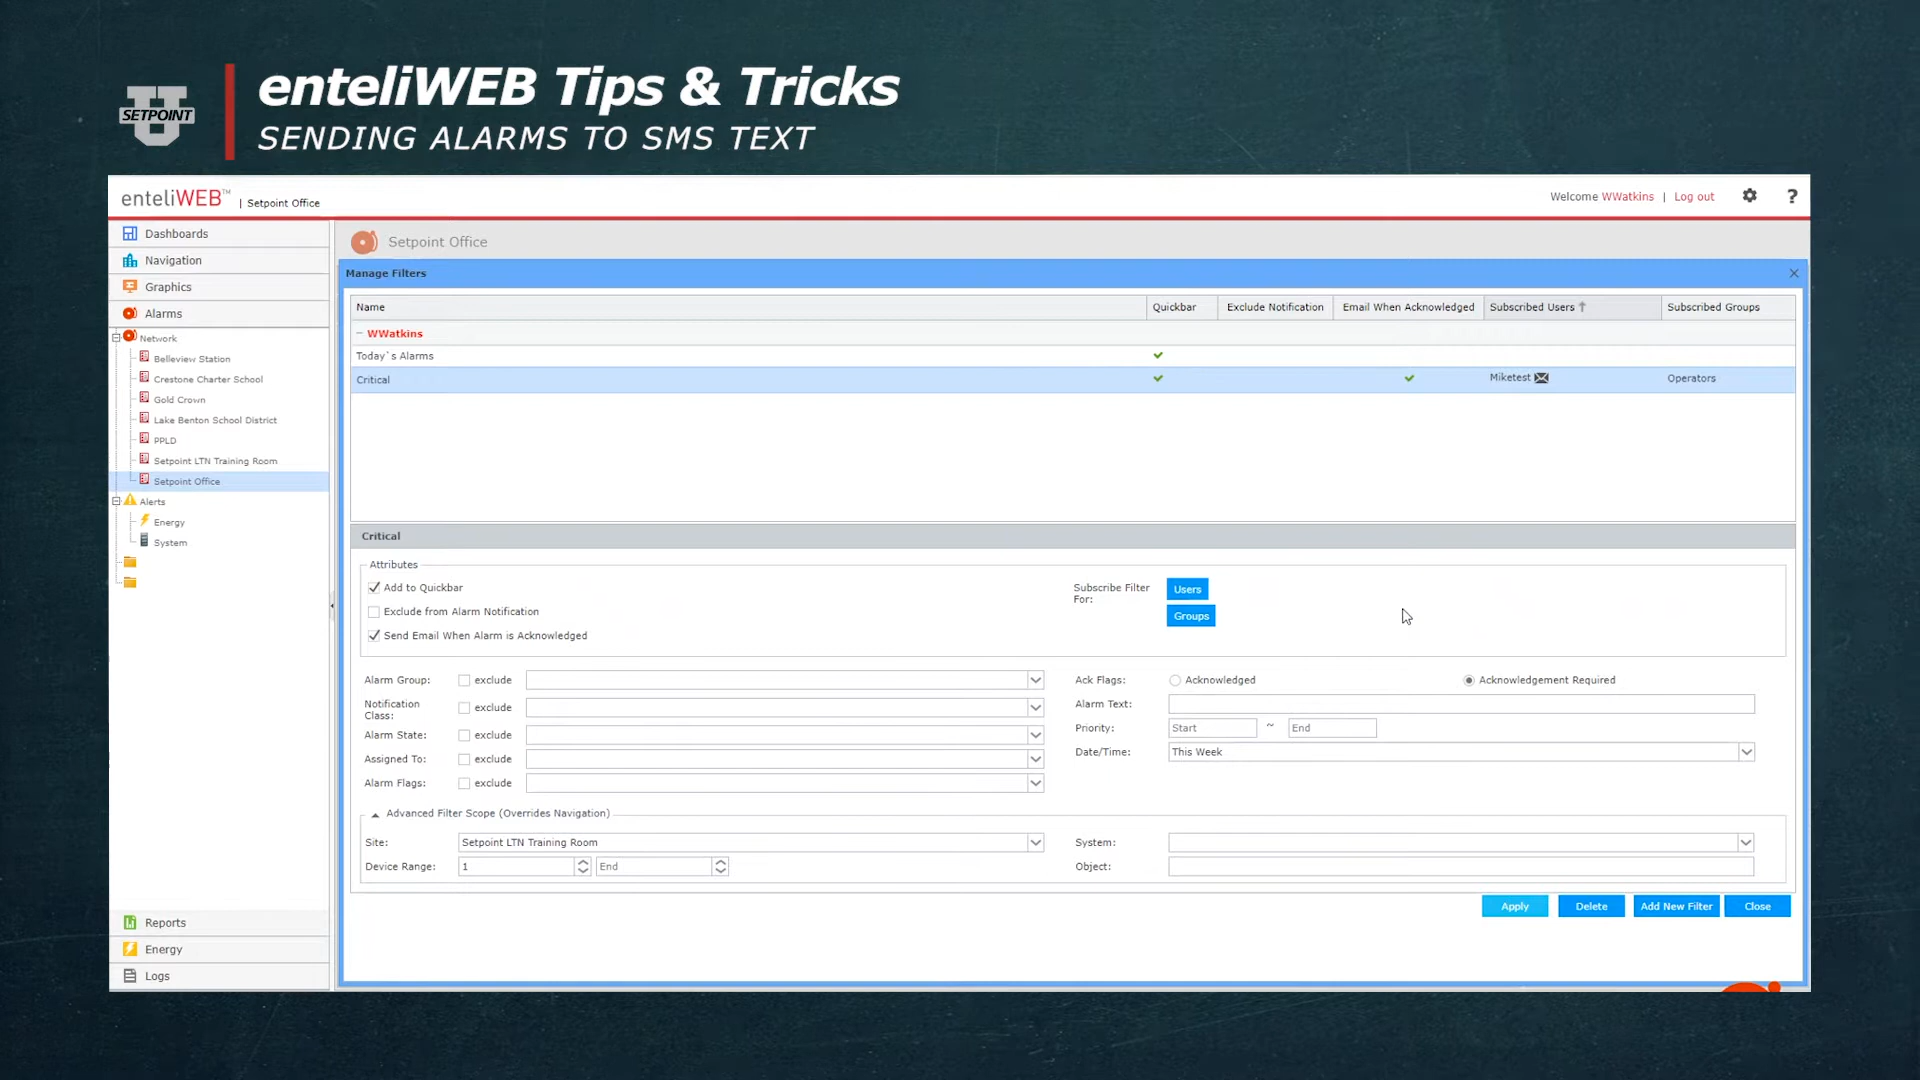 enteliWEB Tips & Tricks
SETPOINT
SENDING ALARMS TO SMS TEXT
enteliWEB™ | Setpoint Office
Welcome WWatkins | Log out
?
Dashboards
Navigation
Graphics
Alarms
Network
Belleview Station
Crestone Charter School
Gold Crown
Lake Benton School District
PPLD
Setpoint LTN Training Room
Setpoint Office
Alerts
Energy
System
Reports
Energy
Logs
Setpoint Office
Manage Filters
Name Quickbar Exclude Notification Email When Acknowledged Subscribed Users Subscribed Groups
WWatkins
Today`s Alarms
Critical Miketest Operators
Critical
Attributes
Add to Quickbar
Exclude from Alarm Notification
Send Email When Alarm is Acknowledged
Subscribe Filter
For:
Users
Groups
Alarm Group: exclude
Notification
Class: exclude
Alarm State: exclude
Assigned To: exclude
Alarm Flags: exclude
Ack Flags: Acknowledged Acknowledgement Required
Alarm Text:
Priority: Start ~ End
Date/Time: This Week
Advanced Filter Scope (Overrides Navigation)
Site: Setpoint LTN Training Room
Device Range: 1 End
System:
Object:
Apply Delete Add New Filter Close